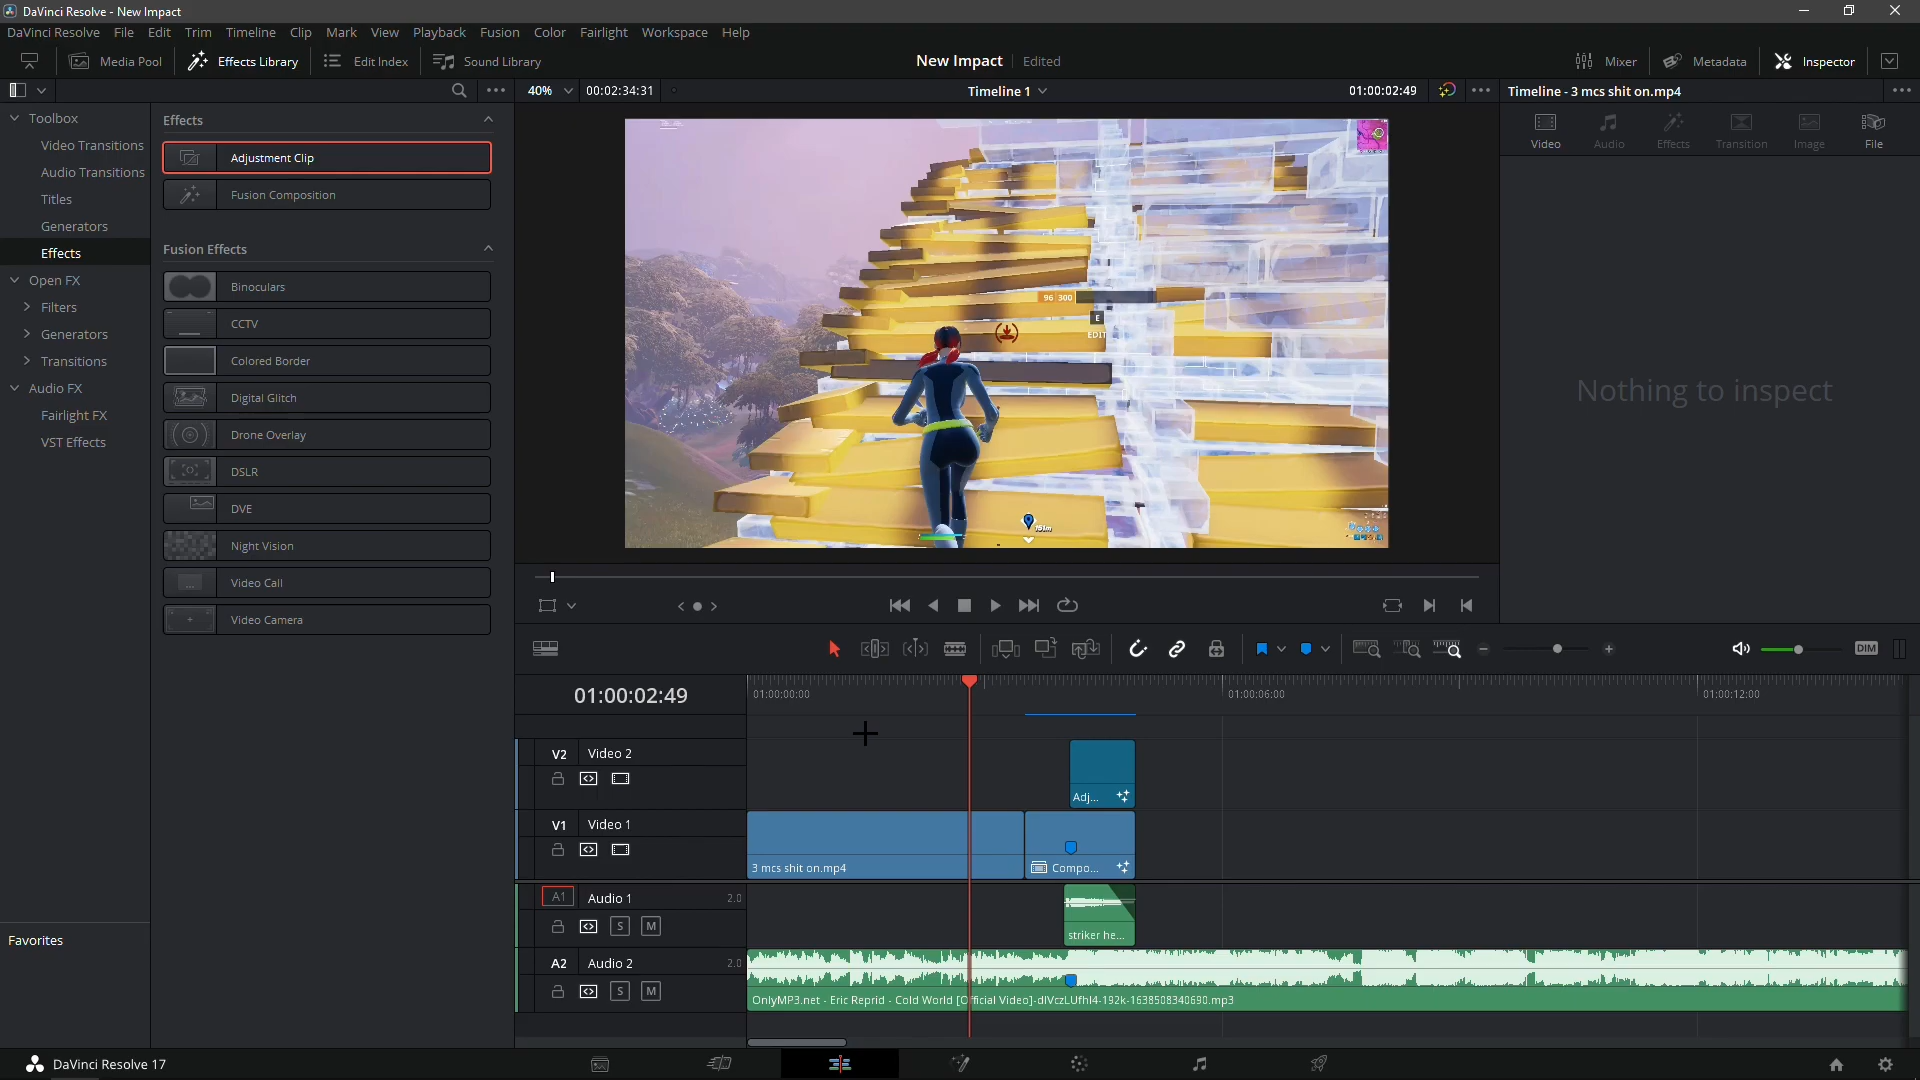 DaVinci Resolve - New Impact
DaVinci Resolve File Edit Trim Timeline Clip Mark View Playback Fusion Color Fairlight Workspace Help
Media Pool Effects Library Edit Index Sound Library New Impact Edited Mixer Metadata Inspector
40% 00:02:34:31 Timeline 1 01:00:02:49 Timeline - 3 mcs shit on.mp4
Toolbox
Video Transitions
Audio Transitions
Titles
Generators
Effects
Open FX
Filters
Generators
Transitions
Audio FX
Fairlight FX
VST Effects
Favorites
Effects
Adjustment Clip
Fusion Composition
Fusion Effects
Binoculars
CCTV
Colored Border
Digital Glitch
Drone Overlay
DSLR
DVE
Night Vision
Video Call
Video Camera
96 300
E
EDIT
151m
Video Audio Effects Transition Image File
Nothing to inspect
DIM
01:00:02:49 01:00:00:00 01:00:06:00 01:00:12:00
V2 Video 2
Adj...
V1 Video 1
3 mcs shit on.mp4 Compo...
A1 Audio 1 2.0
S M
striker he...
A2 Audio 2 2.0
S M
OnlyMP3.net - Eric Reprid - Cold World [Official Video]-dIVczLUfhI4-192k-1638508340690.mp3
DaVinci Resolve 17